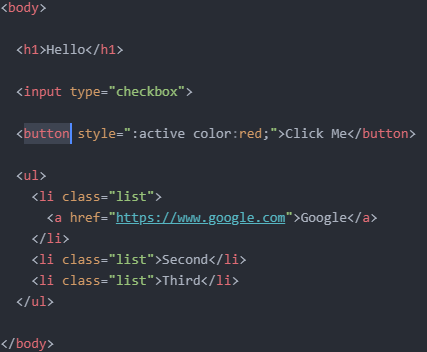 <body>
<h1>Hello</h1>
<input type="checkbox">
<button style=":active color:red;">Click Me</button>
<ul>
<li class="list">
<a href="https://www.google.com">Google</a>
</li>
<li class="list">Second</li>
<li class="list">Third</li>
</ul>
</body>